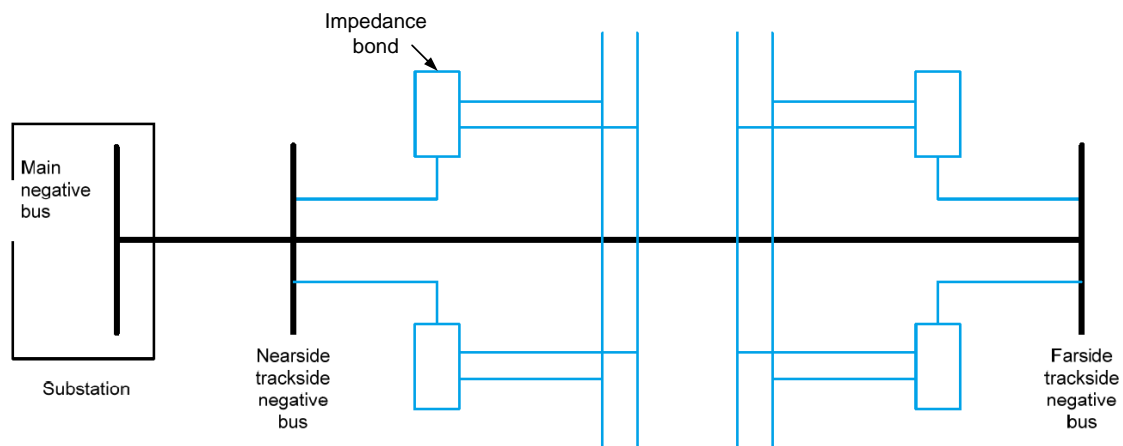 Impedance
bond
Main
negative
bus
Substation
Nearside
trackside
negative
bus
Farside
trackside
negative
bus